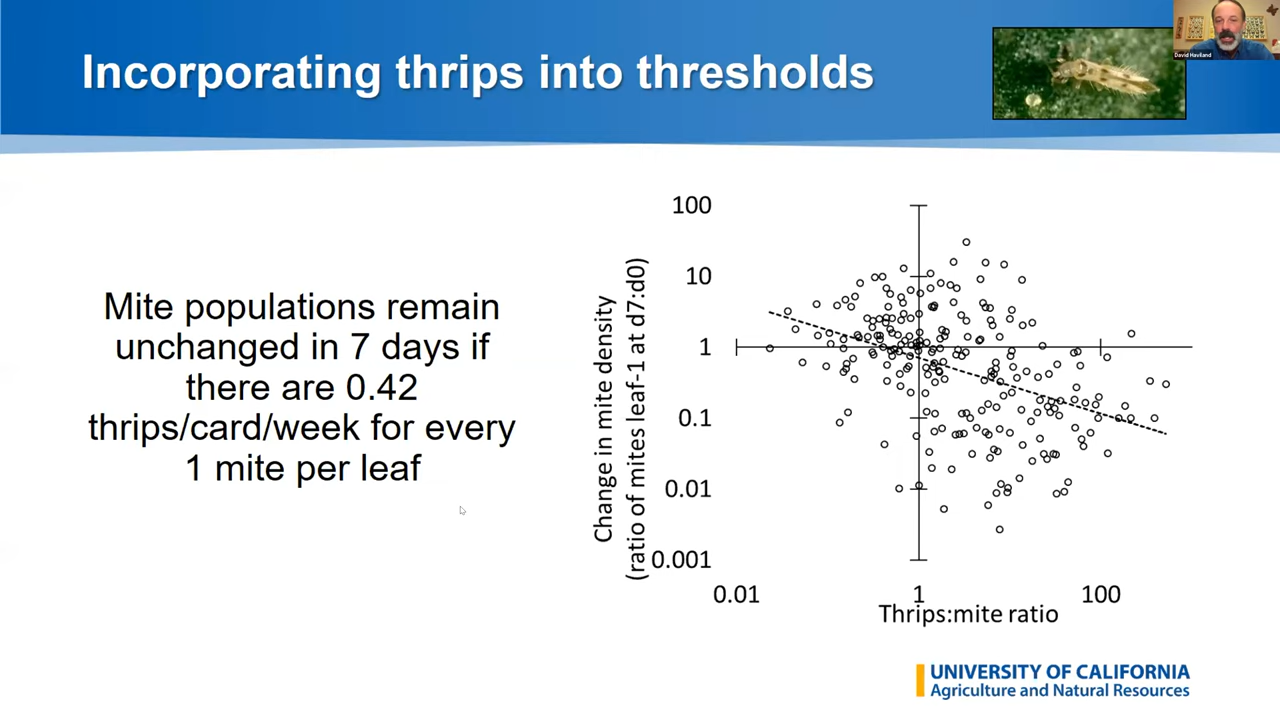 Incorporating thrips into thresholds
David Haviland
Mite populations remain
unchanged in 7 days if
there are 0.42
thrips/card/week for every
1 mite per leaf
Change in mite density
(ratio of mites leaf-1 at d7:d0)
100
10
1
0.1
0.01
0.001
0.01
1
100
Thrips:mite ratio
UNIVERSITY OF CALIFORNIA
Agriculture and Natural Resources